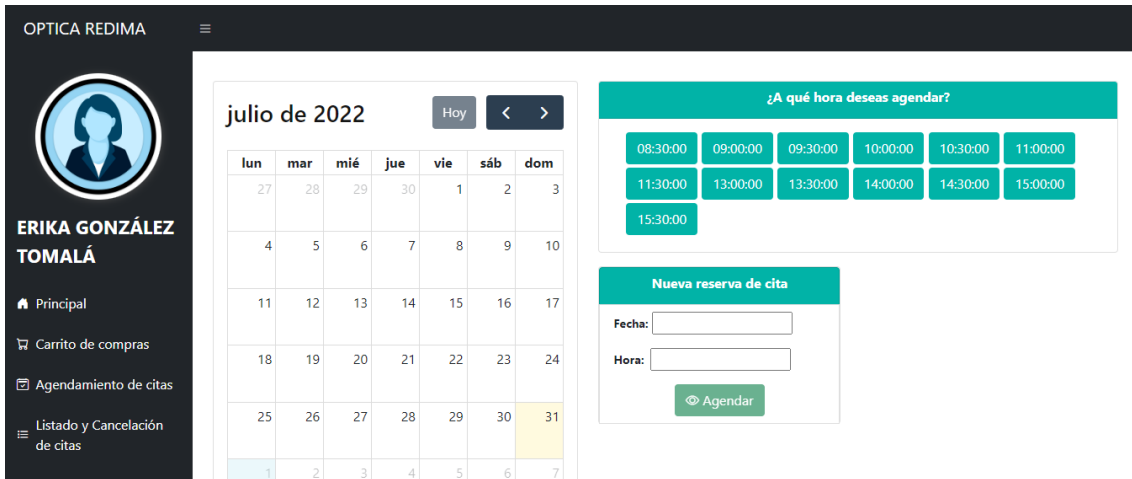 OPTICA REDIMA
ERIKA GONZÁLEZ
TOMALÁ
Principal
Carrito de compras
Agendamiento de citas
Listado y Cancelación
de citas
julio de 2022
Hoy
lun mar mié jue vie sáb dom
27 28 29 30 1 2 3
4 5 6 7 8 9 10
11 12 13 14 15 16 17
18 19 20 21 22 23 24
25 26 27 28 29 30 31
1 2 3 4 5 6 7
¿A qué hora deseas agendar?
08:30:00 09:00:00 09:30:00 10:00:00 10:30:00 11:00:00
11:30:00 13:00:00 13:30:00 14:00:00 14:30:00 15:00:00
15:30:00
Nueva reserva de cita
Fecha:
Hora:
Agendar